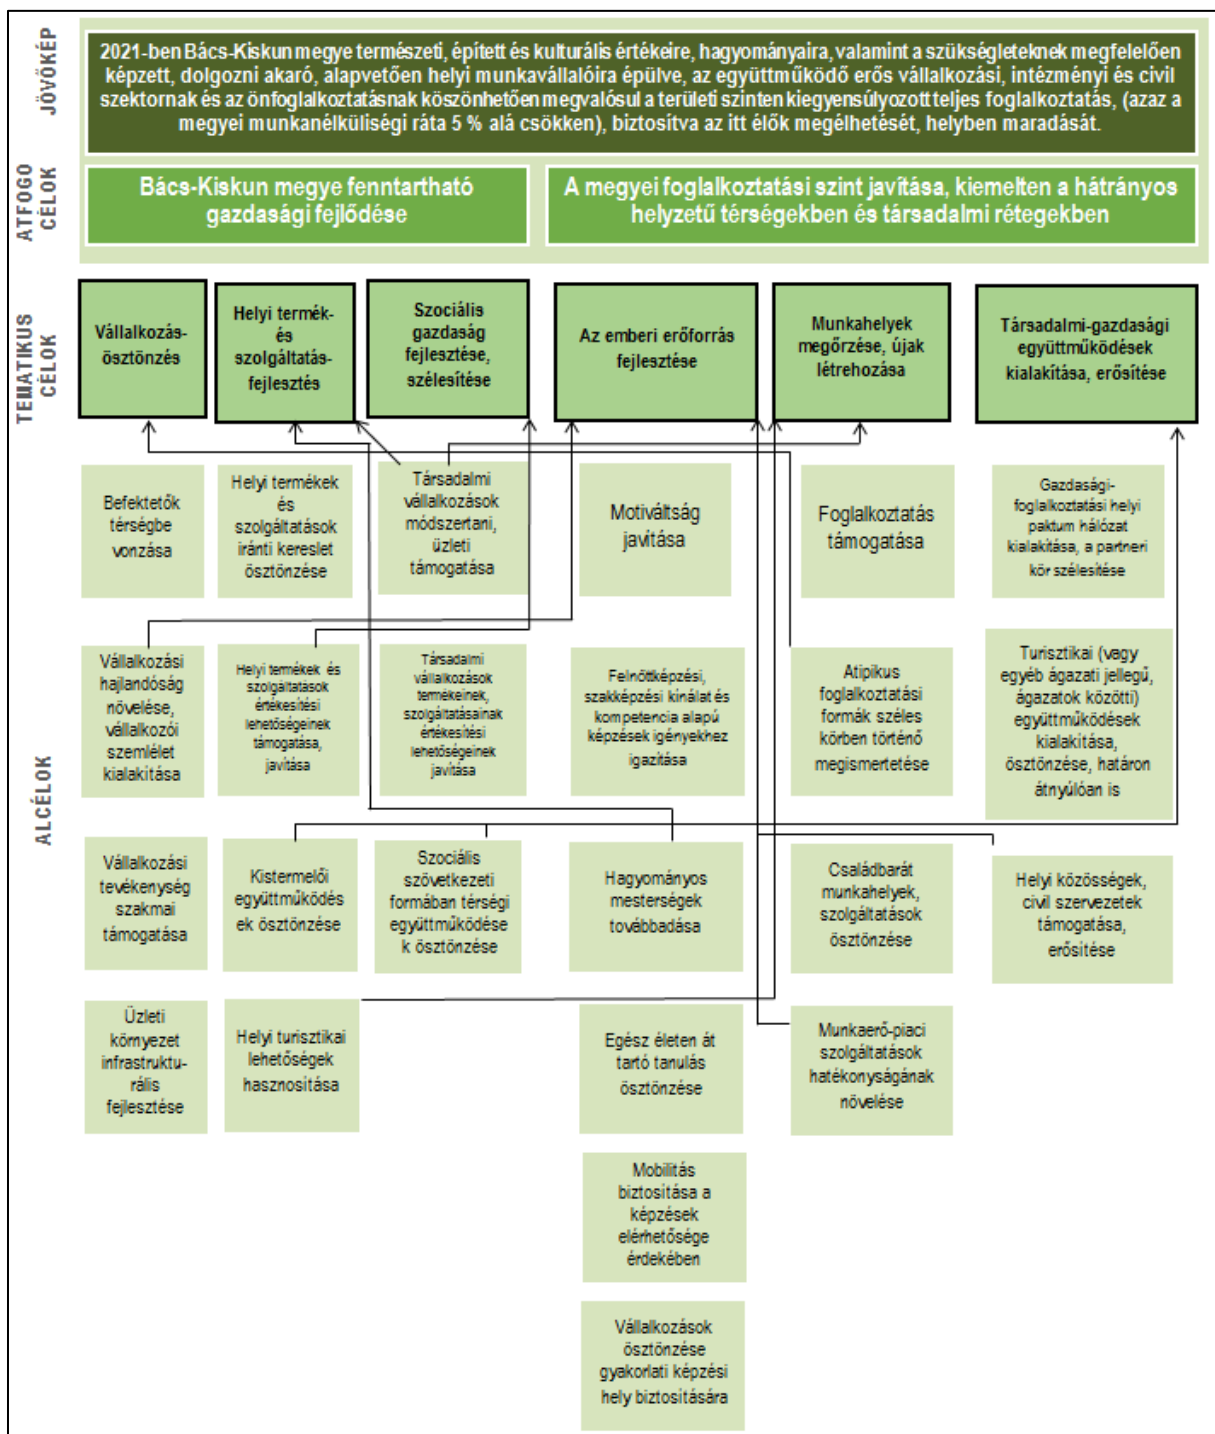 JÖVŐKÉP
2021-ben Bács-Kiskun megye természeti, épített és kulturális értékeire, hagyományaira, valamint a szükségleteknek megfelelően
képzett, dolgozni akaró, alapvetően helyi munkavállalóira épülve, az együttműködő erős vállalkozási, intézményi és civil
szektornak és az önfoglalkoztatásnak köszönhetően megvalósul a területi szinten kiegyensúlyozott teljes foglalkoztatás, (azaz a
megyei munkanélküliségi ráta 5 % alá csökken), biztosítva az itt élők megélhetését, helyben maradását.
ATFOGO
CÉLOK
Bács-Kiskun megye fenntartható
gazdasági fejlődése
A megyei foglalkoztatási szint javítása, kiemelten a hátrányos
helyzetű térségekben és társadalmi rétegekben
TEMATIKUS
CÉLOK
Vállalkozás-
ösztönzés
Helyi termék-
és
szolgáltatás-
fejlesztés
Szociális
gazdaság
fejlesztése,
szélesítése
Az emberi erőforrás
fejlesztése
Munkahelyek
megőrzése, újak
létrehozása
Társadalmi-gazdasági
együttműködések
kialakítása, erősítése
ALCÉLOK
Befektetők
térségbe
vonzása
Helyi termékek
és
szolgáltatások
iránti kereslet
ösztönzése
Társadalmi
vállalkozások
módszertani,
üzleti
támogatása
Motiváltság
javítása
Foglalkoztatás
támogatása
Gazdasági-
foglalkoztatási helyi
paktum hálózat
kialakítása, a partneri
kör szélesítése
Vállalkozási
hajlandóság
növelése,
vállalkozói
szemlélet
kialakítása
Helyi termékek és
szolgáltatások
értékesítési
lehetőségeinek
támogatása,
javítása
Társadalmi
vállalkozások
termékeinek,
szolgáltatásainak
értékesítési
lehetőségeinek
javítása
Felnőttképzési,
szakképzési kínálat és
kompetencia alapú
képzések igényekhez
igazítása
Atipikus
foglalkoztatási
formák széles
körben történő
megismertetése
Turisztikai (vagy
egyéb ágazati jellegű,
ágazatok közötti)
együttműködések
kialakítása,
ösztönzése, határon
átnyúlóan is
Vállalkozási
tevékenység
szakmai
támogatása
Kistermelői
együttműködés
ek ösztönzése
Szociális
szövetkezeti
formában térségi
együttműködése
k ösztönzése
Hagyományos
mesterségek
továbbadása
Családbarát
munkahelyek,
szolgáltatások
ösztönzése
Helyi közösségek,
civil szervezetek
támogatása,
erősítése
Üzleti
környezet
infrastruktu-
rális
fejlesztése
Helyi turisztikai
lehetőségek
hasznosítása
Egész életen át
tartó tanulás
ösztönzése
Munkaerő-piaci
szolgáltatások
hatékonyságának
növelése
Mobilitás
biztosítása a
képzések
elérhetősége
érdekében
Vállalkozások
ösztönzése
gyakorlati képzési
hely biztosítására